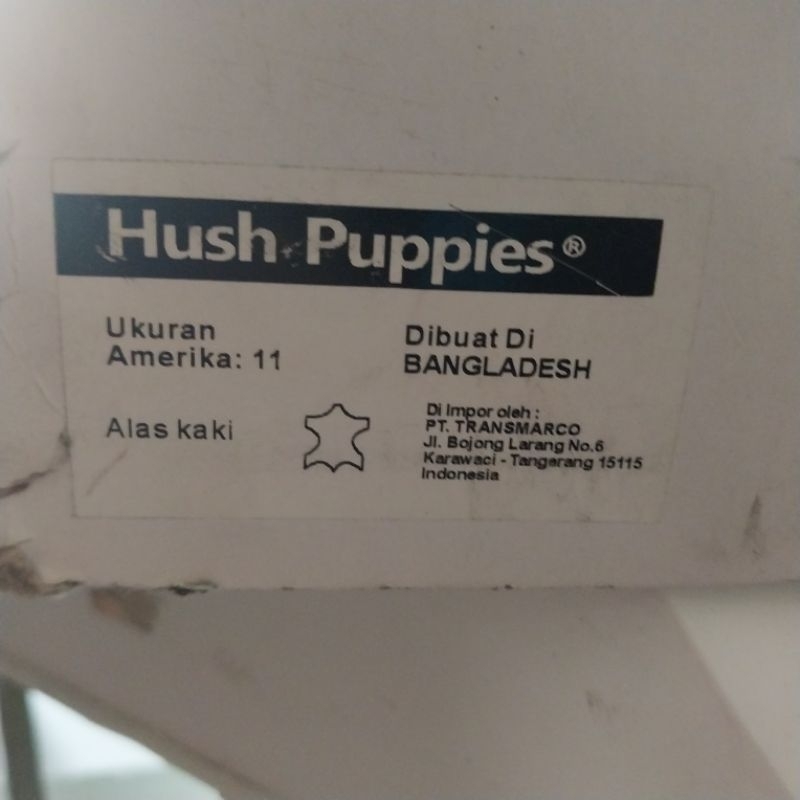 Hush Puppies®
Ukuran
Amerika: 11
Dibuat Di
BANGLADESH
Alas kaki
Di Impor oleh :
PT. TRANSMARCO
Jl. Bojong Larang No.6
Karawaci - Tangerang 15115
Indonesia